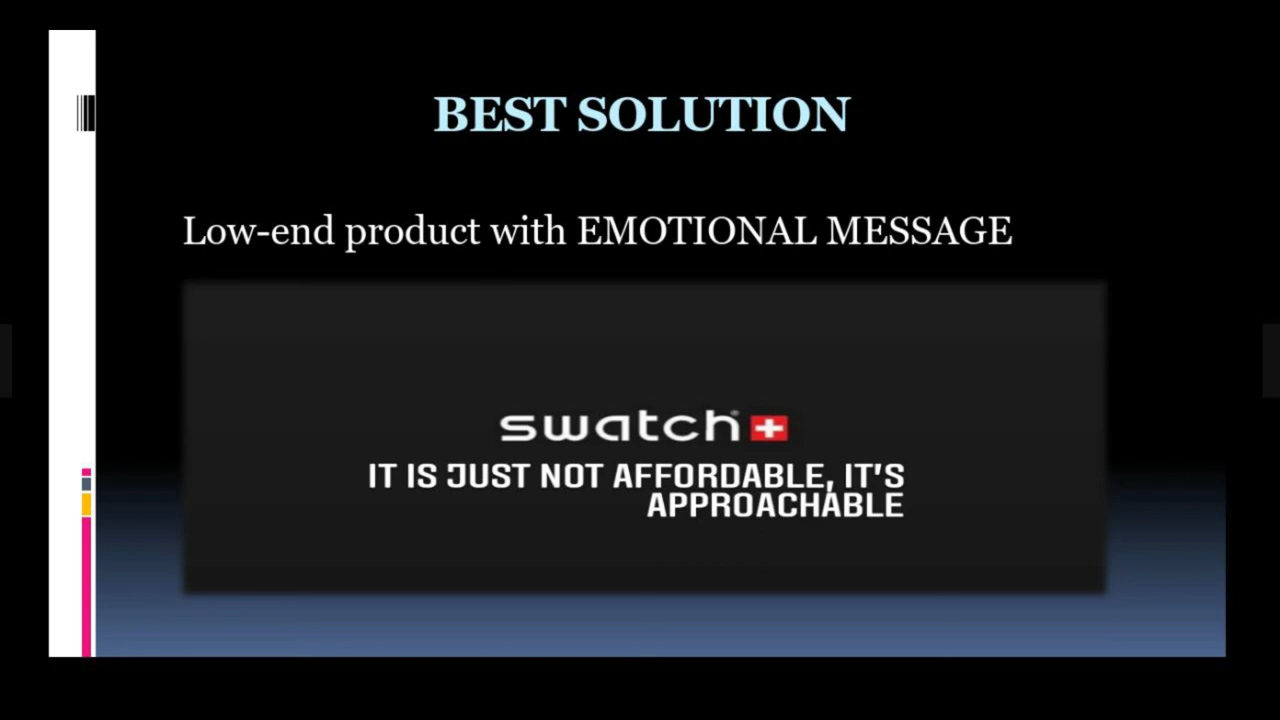 BEST SOLUTION
Low-end product with EMOTIONAL MESSAGE
swatch
IT IS JUST NOT AFFORDABLE, IT'S
APPROACHABLE